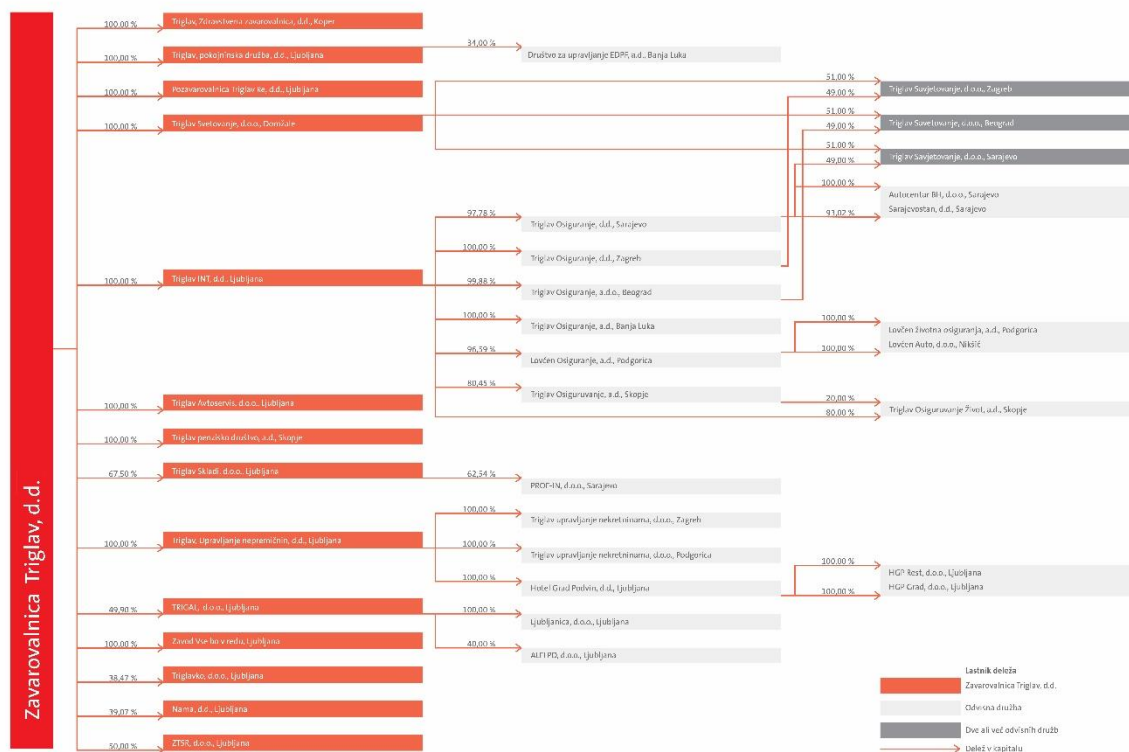 Zavarovalnica Triglav, d.d.
100,00 %
Triglav, Zdravstvena zavarovalnica, d.d., Koper
100,00 %
Triglav, pokojninska družba, d.d., Ljubljana
34,00 %
Društvo za upravljanje EDPF, a.d., Banja Luka
100,00 %
Pozavarovalnica Triglav Re, d.d., Ljubljana
51,00 %
49,00 %
Triglav Savjetovanje, d.o.o., Zagreb
100,00 %
Triglav Svetovanje, d.o.o., Domžale
51,00 %
49,00 %
Triglav Savetovanje, d.o.o., Beograd
51,00 %
49,00 %
Triglav Savjetovanje, d.o.o., Sarajevo
100,00 %
Autocentar BH, d.o.o., Sarajevo
Sarajevostan, d.d., Sarajevo
91,02 %
97,78 %
Triglav Osiguranje, d.d., Sarajevo
100,00 %
Triglav Osiguranje, d.d., Zagreb
100,00 %
Triglav INT, d.d., Ljubljana
99,88 %
Triglav Osiguranje, a.d.o., Beograd
100,00 %
Triglav Osiguranje, a.d., Banja Luka
96,59 %
Lovčen Osiguranje, a.d., Podgorica
100,00 %
Lovčen životna osiguranja, a.d., Podgorica
Lovčen Auto, d.o.o., Nikšič
100,00 %
80,45 %
Triglav Osiguruvanje, a.d., Skopje
20,00 %
80,00 %
Triglav Osiguruvanje Život, a.d., Skopje
100,00 %
Triglav Avtoservis, d.o.o., Ljubljana
100,00 %
Triglav penzisko društvo, a.d., Skopje
67,50 %
Triglav Skladi, d.o.o., Ljubljana
62,54 %
PROF-IN, d.o.o., Sarajevo
100,00 %
Triglav, Upravljanje nepremičnin, d.d., Ljubljana
100,00 %
Triglav upravljanje nekretninama, d.o.o., Zagreb
100,00 %
Triglav upravljanje nekretninama, d.o.o., Podgorica
100,00 %
Hotel Grad Podvin, d.d., Ljubljana
100,00 %
HGP Rest, d.o.o., Ljubljana
HGP Grad, d.o.o., Ljubljana
100,00 %
49,90 %
TRIGAL, d.o.o., Ljubljana
100,00 %
Ljubljanica, d.o.o., Ljubljana
40,00 %
ALFI PD, d.o.o., Ljubljana
100,00 %
Zavod Vse bo v redu, Ljubljana
38,47 %
Triglavko, d.o.o., Ljubljana
39,07 %
Nama, d.d., Ljubljana
50,00 %
ZTSR, d.o.o., Ljubljana
Lastnik deleža
Zavarovalnica Triglav, d.d.
Odvisna družba
Dve ali več odvisnih družb
Delež v kapitalu